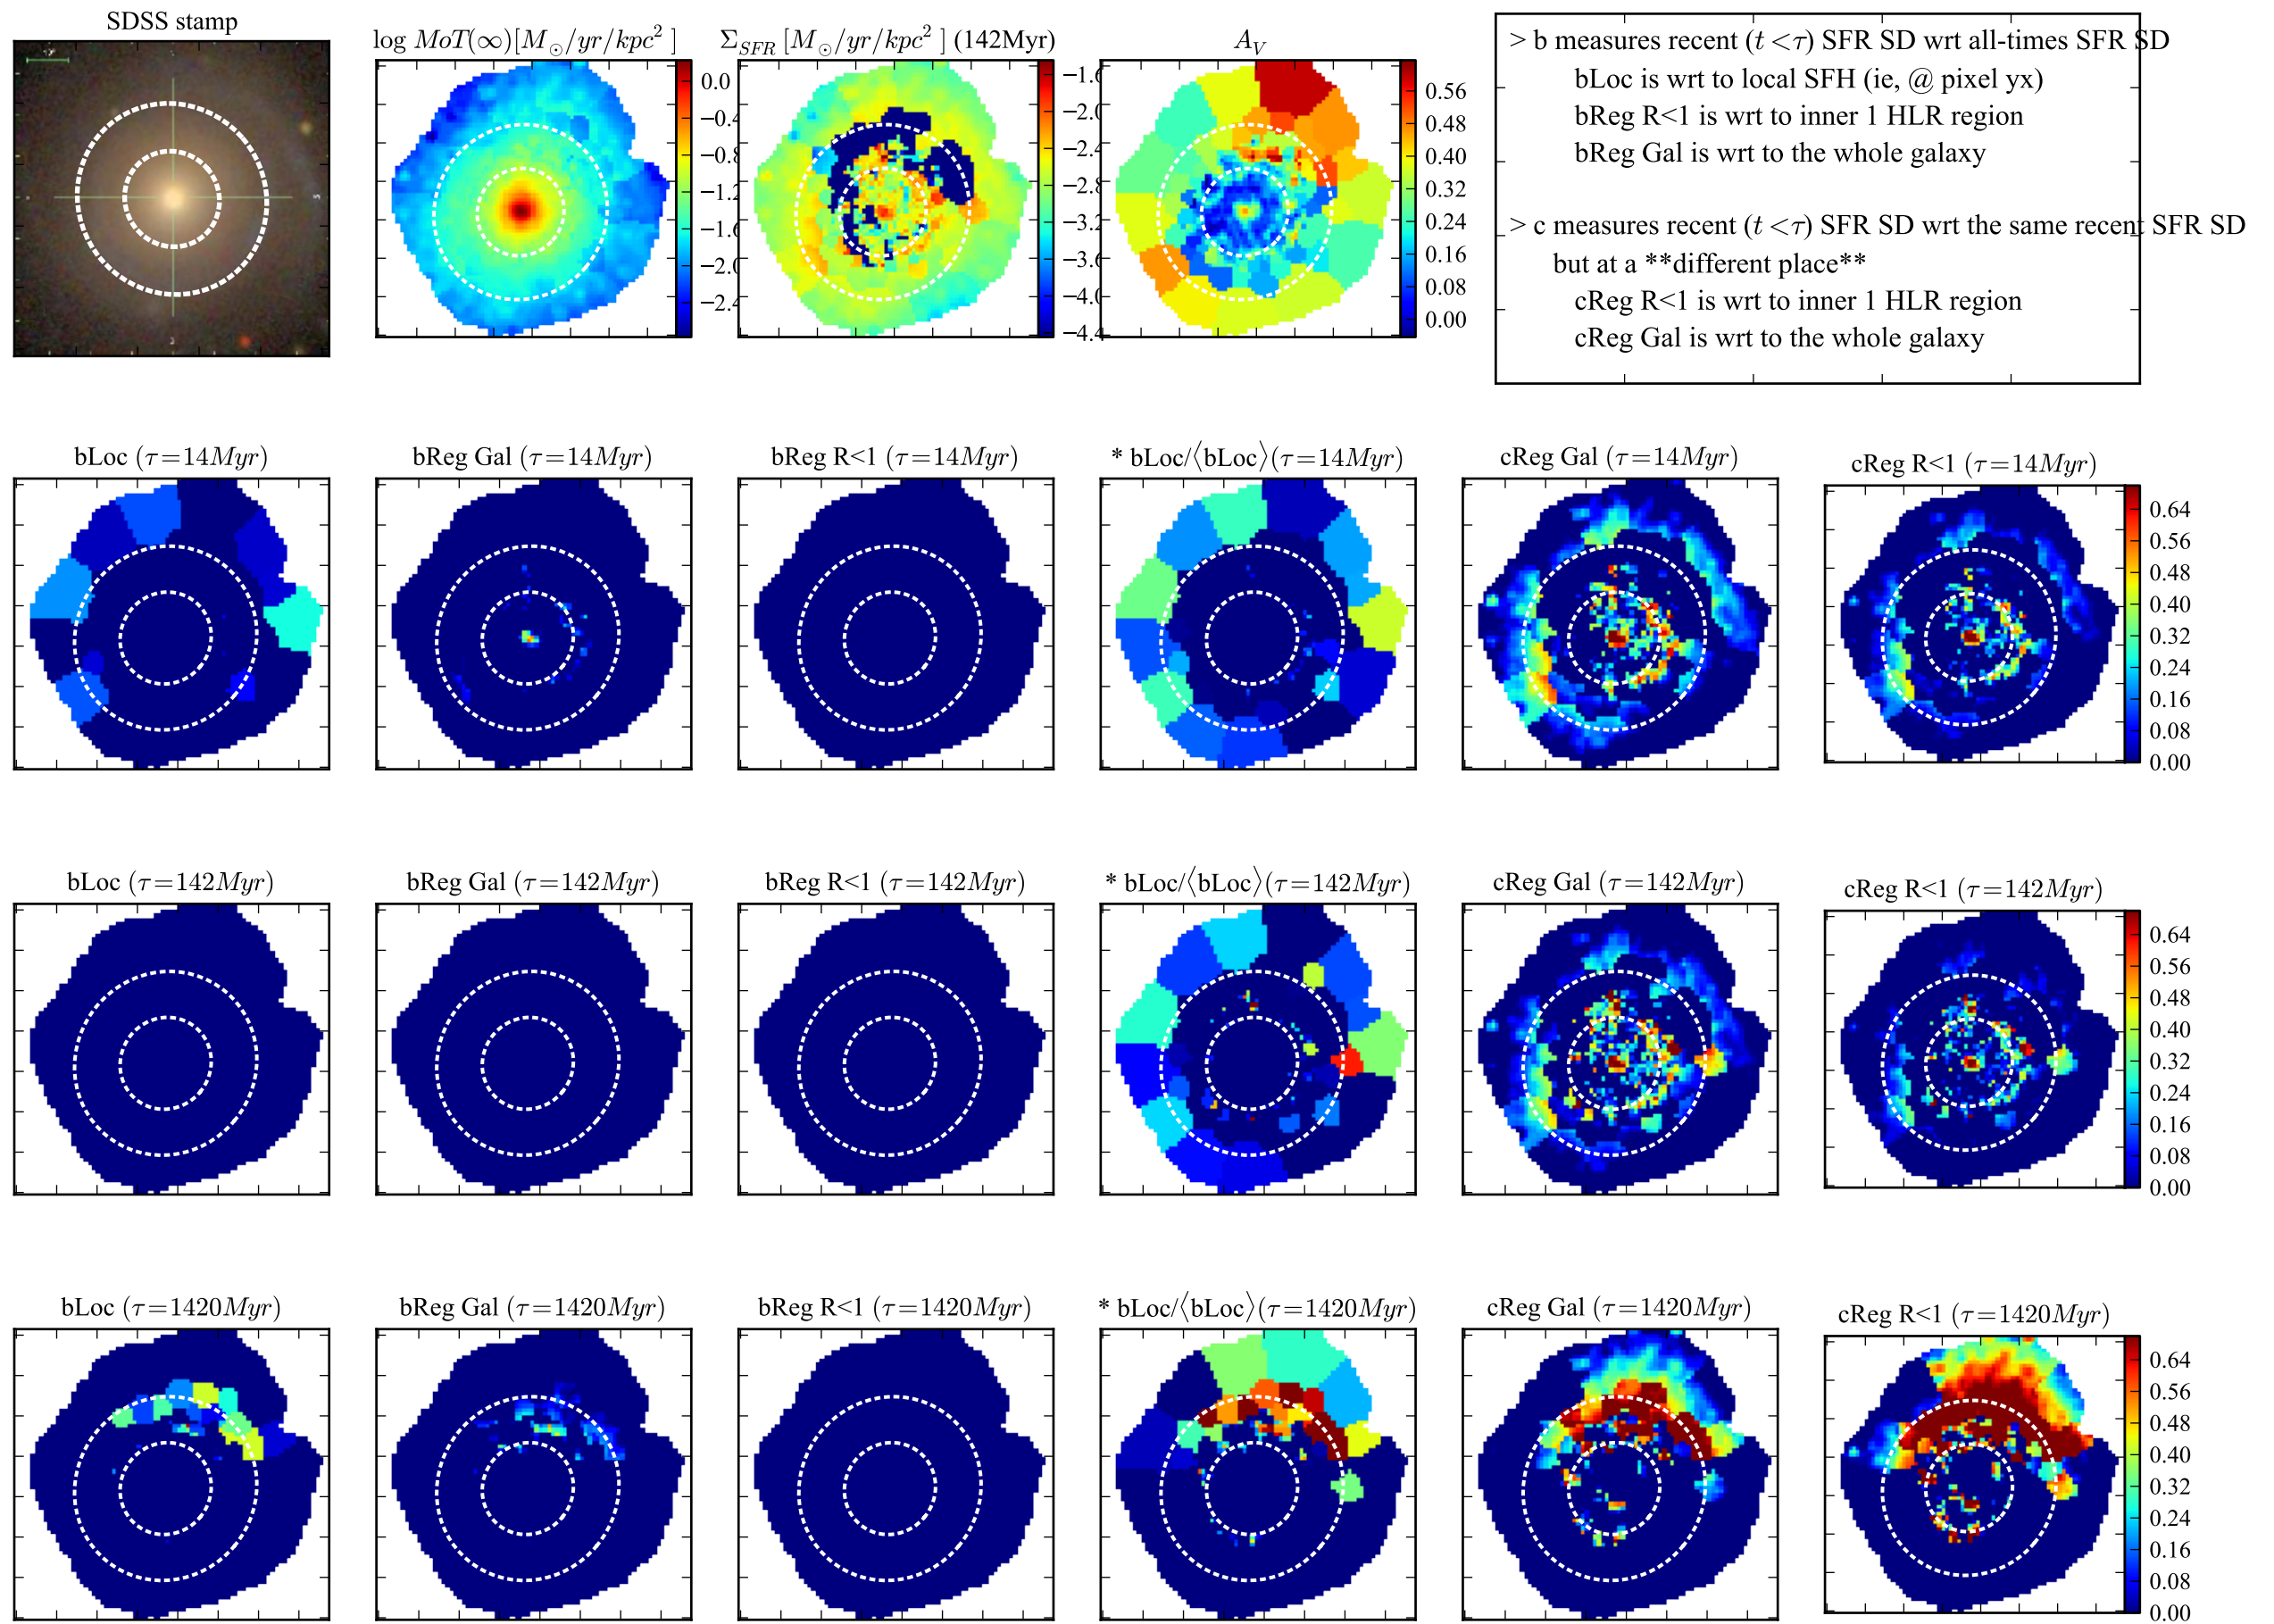 SDSS stamp
log MoT(∞)[M⊙/yr/kpc² ]
Σ_SFR [M⊙/yr/kpc² ] (142Myr)
A_V
0.0
−0.4
−0.8
−1.2
−1.6
−2.0
−2.4
−1.6
−2.0
−2.4
−2.8
−3.2
−3.6
−4.0
−4.4
0.56
0.48
0.40
0.32
0.24
0.16
0.08
0.00
> b measures recent (t <τ) SFR SD wrt all-times SFR SD
bLoc is wrt to local SFH (ie, @ pixel yx)
bReg R<1 is wrt to inner 1 HLR region
bReg Gal is wrt to the whole galaxy
> c measures recent (t <τ) SFR SD wrt the same recent SFR SD
but at a **different place**
cReg R<1 is wrt to inner 1 HLR region
cReg Gal is wrt to the whole galaxy
bLoc (τ=14Myr)
bReg Gal (τ=14Myr)
bReg R<1 (τ=14Myr)
* bLoc/⟨bLoc⟩(τ=14Myr)
cReg Gal (τ=14Myr)
cReg R<1 (τ=14Myr)
0.64
0.56
0.48
0.40
0.32
0.24
0.16
0.08
0.00
bLoc (τ=142Myr)
bReg Gal (τ=142Myr)
bReg R<1 (τ=142Myr)
* bLoc/⟨bLoc⟩(τ=142Myr)
cReg Gal (τ=142Myr)
cReg R<1 (τ=142Myr)
0.64
0.56
0.48
0.40
0.32
0.24
0.16
0.08
0.00
bLoc (τ=1420Myr)
bReg Gal (τ=1420Myr)
bReg R<1 (τ=1420Myr)
* bLoc/⟨bLoc⟩(τ=1420Myr)
cReg Gal (τ=1420Myr)
cReg R<1 (τ=1420Myr)
0.64
0.56
0.48
0.40
0.32
0.24
0.16
0.08
0.00